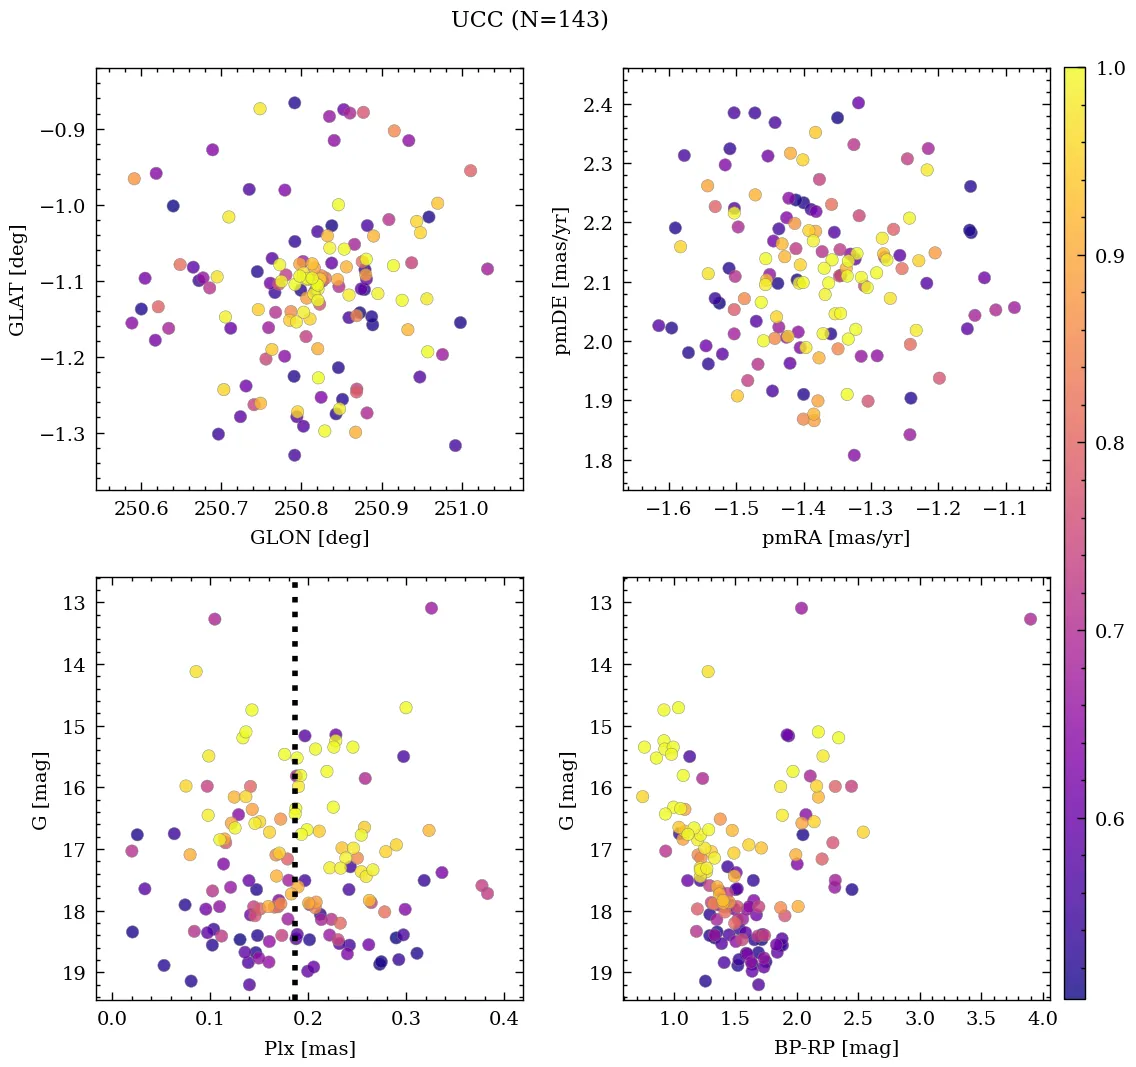 UCC (N=143)
−0.9
−1.0
−1.1
−1.2
−1.3
GLAT [deg]
250.6 250.7 250.8 250.9 251.0
GLON [deg]
2.4
2.3
2.2
2.1
2.0
1.9
1.8
pmDE [mas/yr]
−1.6 −1.5 −1.4 −1.3 −1.2 −1.1
pmRA [mas/yr]
13
14
15
16
17
18
19
G [mag]
0.0 0.1 0.2 0.3 0.4
Plx [mas]
13
14
15
16
17
18
19
G [mag]
1.0 1.5 2.0 2.5 3.0 3.5 4.0
BP-RP [mag]
1.0
0.9
0.8
0.7
0.6